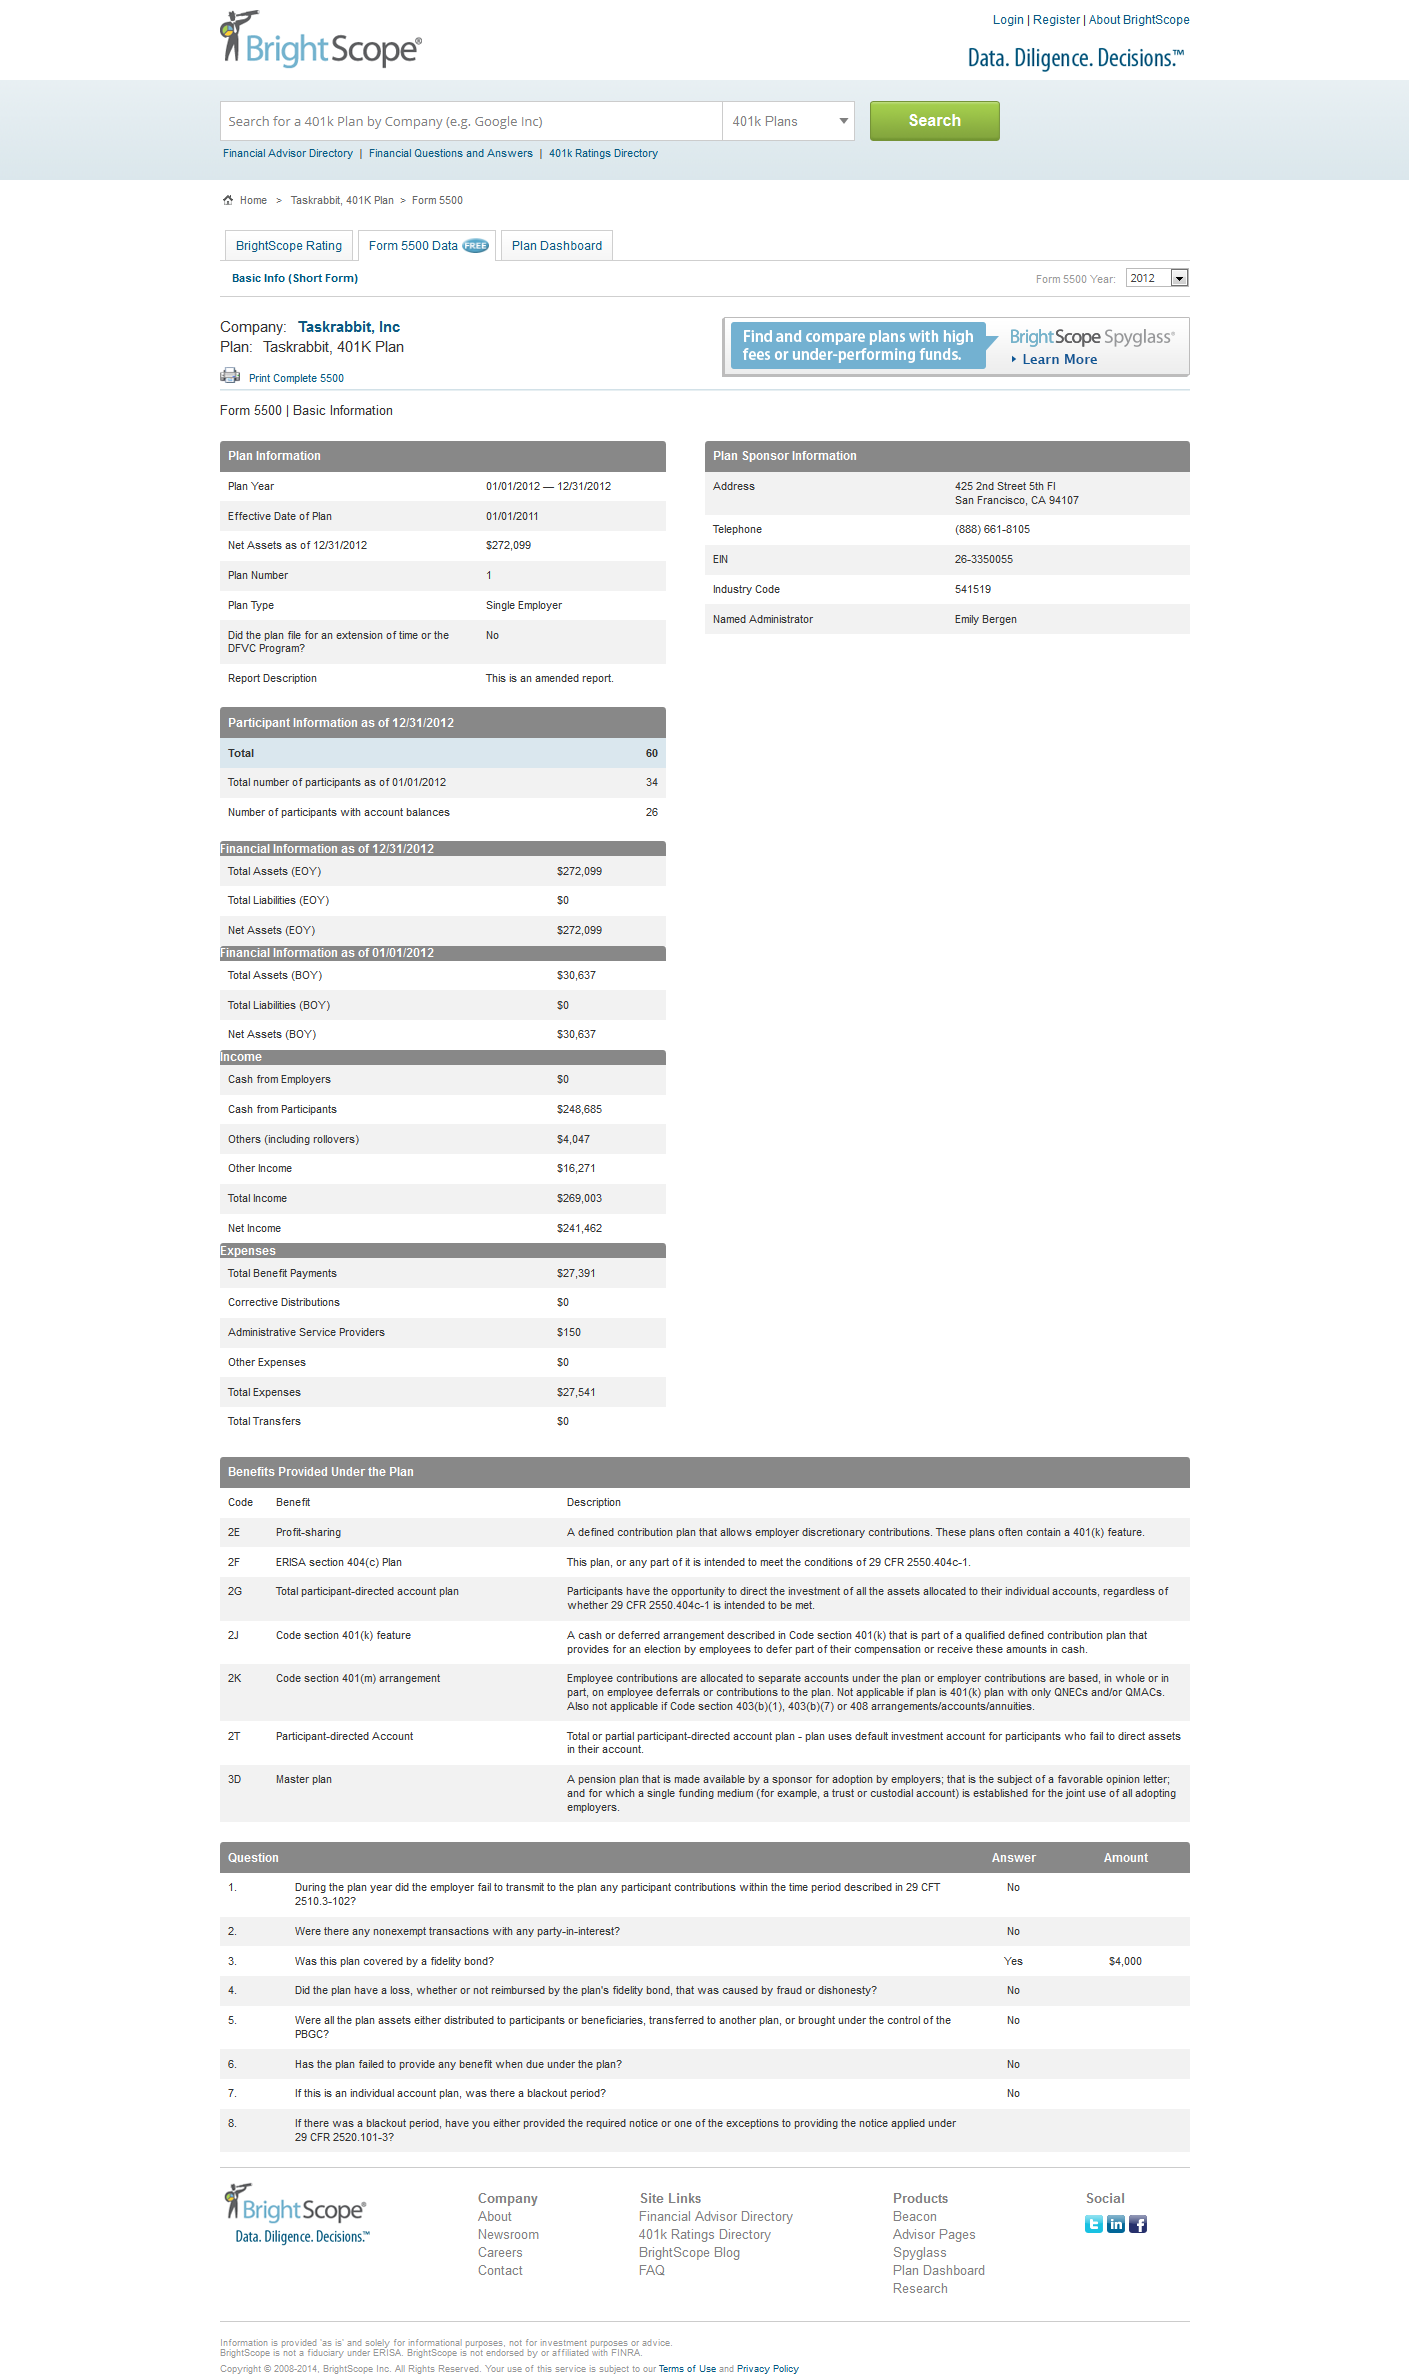 BrightScope®
Login | Register | About BrightScope
Data. Diligence. Decisions.™
Search for a 401k Plan by Company (e.g. Google Inc)
401k Plans
Search
Financial Advisor Directory | Financial Questions and Answers | 401k Ratings Directory
Home > Taskrabbit, 401K Plan > Form 5500
BrightScope Rating
Form 5500 Data FREE
Plan Dashboard
Basic Info (Short Form)
Form 5500 Year: 2012
Company: Taskrabbit, Inc
Plan: Taskrabbit, 401K Plan
Print Complete 5500
Find and compare plans with high
fees or under-performing funds.
BrightScope Spyglass®
Learn More
Form 5500 | Basic Information
Plan Information
Plan Year 01/01/2012 — 12/31/2012
Effective Date of Plan 01/01/2011
Net Assets as of 12/31/2012 $272,099
Plan Number 1
Plan Type Single Employer
Did the plan file for an extension of time or the No
DFVC Program?
Report Description This is an amended report.
Plan Sponsor Information
Address 425 2nd Street 5th Fl
San Francisco, CA 94107
Telephone (888) 661-8105
EIN 26-3350055
Industry Code 541519
Named Administrator Emily Bergen
Participant Information as of 12/31/2012
Total 60
Total number of participants as of 01/01/2012 34
Number of participants with account balances 26
Financial Information as of 12/31/2012
Total Assets (EOY) $272,099
Total Liabilities (EOY) $0
Net Assets (EOY) $272,099
Financial Information as of 01/01/2012
Total Assets (BOY) $30,637
Total Liabilities (BOY) $0
Net Assets (BOY) $30,637
Income
Cash from Employers $0
Cash from Participants $248,685
Others (including rollovers) $4,047
Other Income $16,271
Total Income $269,003
Net Income $241,462
Expenses
Total Benefit Payments $27,391
Corrective Distributions $0
Administrative Service Providers $150
Other Expenses $0
Total Expenses $27,541
Total Transfers $0
Benefits Provided Under the Plan
Code Benefit Description
2E Profit-sharing A defined contribution plan that allows employer discretionary contributions. These plans often contain a 401(k) feature.
2F ERISA section 404(c) Plan This plan, or any part of it is intended to meet the conditions of 29 CFR 2550.404c-1.
2G Total participant-directed account plan Participants have the opportunity to direct the investment of all the assets allocated to their individual accounts, regardless of
whether 29 CFR 2550.404c-1 is intended to be met.
2J Code section 401(k) feature A cash or deferred arrangement described in Code section 401(k) that is part of a qualified defined contribution plan that
provides for an election by employees to defer part of their compensation or receive these amounts in cash.
2K Code section 401(m) arrangement Employee contributions are allocated to separate accounts under the plan or employer contributions are based, in whole or in
part, on employee deferrals or contributions to the plan. Not applicable if plan is 401(k) plan with only QNECs and/or QMACs.
Also not applicable if Code section 403(b)(1), 403(b)(7) or 408 arrangements/accounts/annuities.
2T Participant-directed Account Total or partial participant-directed account plan - plan uses default investment account for participants who fail to direct assets
in their account.
3D Master plan A pension plan that is made available by a sponsor for adoption by employers; that is the subject of a favorable opinion letter;
and for which a single funding medium (for example, a trust or custodial account) is established for the joint use of all adopting
employers.
Question Answer Amount
1. During the plan year did the employer fail to transmit to the plan any participant contributions within the time period described in 29 CFT No
2510.3-102?
2. Were there any nonexempt transactions with any party-in-interest? No
3. Was this plan covered by a fidelity bond? Yes $4,000
4. Did the plan have a loss, whether or not reimbursed by the plan's fidelity bond, that was caused by fraud or dishonesty? No
5. Were all the plan assets either distributed to participants or beneficiaries, transferred to another plan, or brought under the control of the No
PBGC?
6. Has the plan failed to provide any benefit when due under the plan? No
7. If this is an individual account plan, was there a blackout period? No
8. If there was a blackout period, have you either provided the required notice or one of the exceptions to providing the notice applied under
29 CFR 2520.101-3?
BrightScope®
Data. Diligence. Decisions.™
Company
About
Newsroom
Careers
Contact
Site Links
Financial Advisor Directory
401k Ratings Directory
BrightScope Blog
FAQ
Products
Beacon
Advisor Pages
Spyglass
Plan Dashboard
Research
Social
Information is provided 'as is' and solely for informational purposes, not for investment purposes or advice.
BrightScope is not a fiduciary under ERISA. BrightScope is not endorsed by or affiliated with FINRA.
Copyright © 2008-2014, BrightScope Inc. All Rights Reserved. Your use of this service is subject to our Terms of Use and Privacy Policy